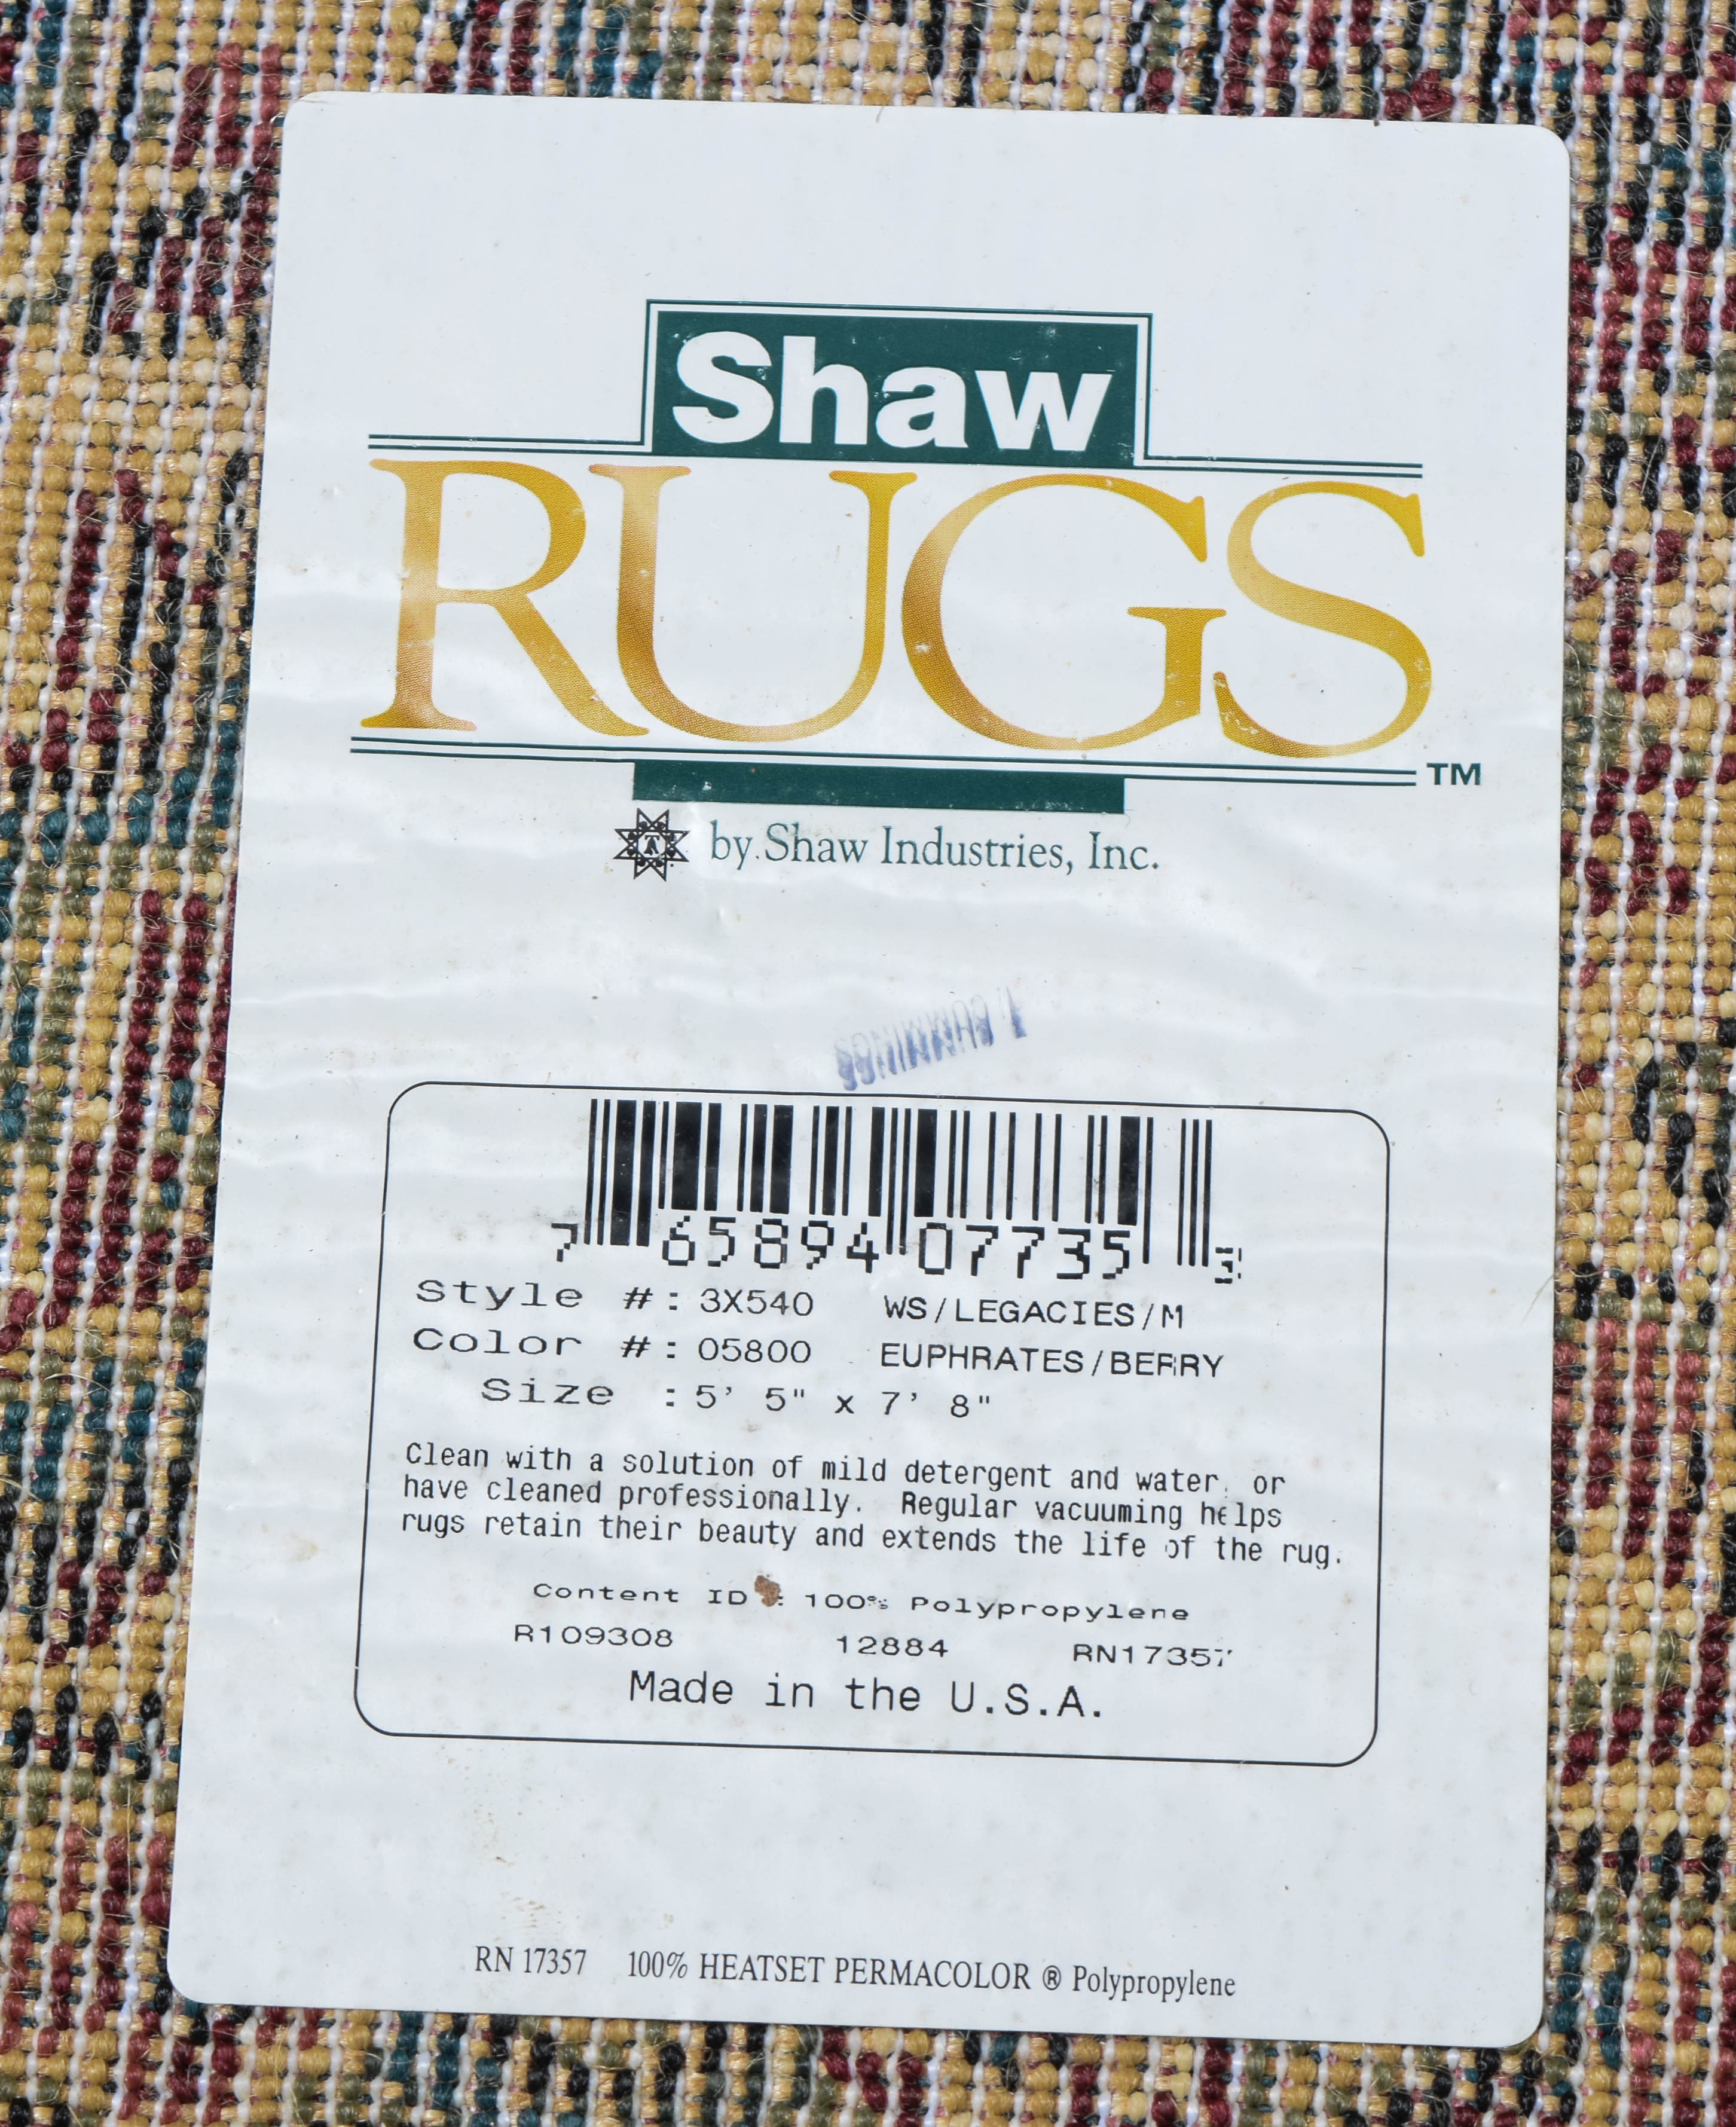 Shaw
RUGS TM
by Shaw Industries, Inc.
7 65894 07735 3
Style #: 3X540 WS/LEGACIES/M
Color #: 05800 EUPHRATES/BERRY
Size : 5' 5" x 7' 8"
Clean with a solution of mild detergent and water, or
have cleaned professionally. Regular vacuuming helps
rugs retain their beauty and extends the life of the rug.
Content ID : 100% Polypropylene
R109308 12884 RN17357
Made in the U.S.A.
RN 17357 100% HEATSET PERMACOLOR ® Polypropylene